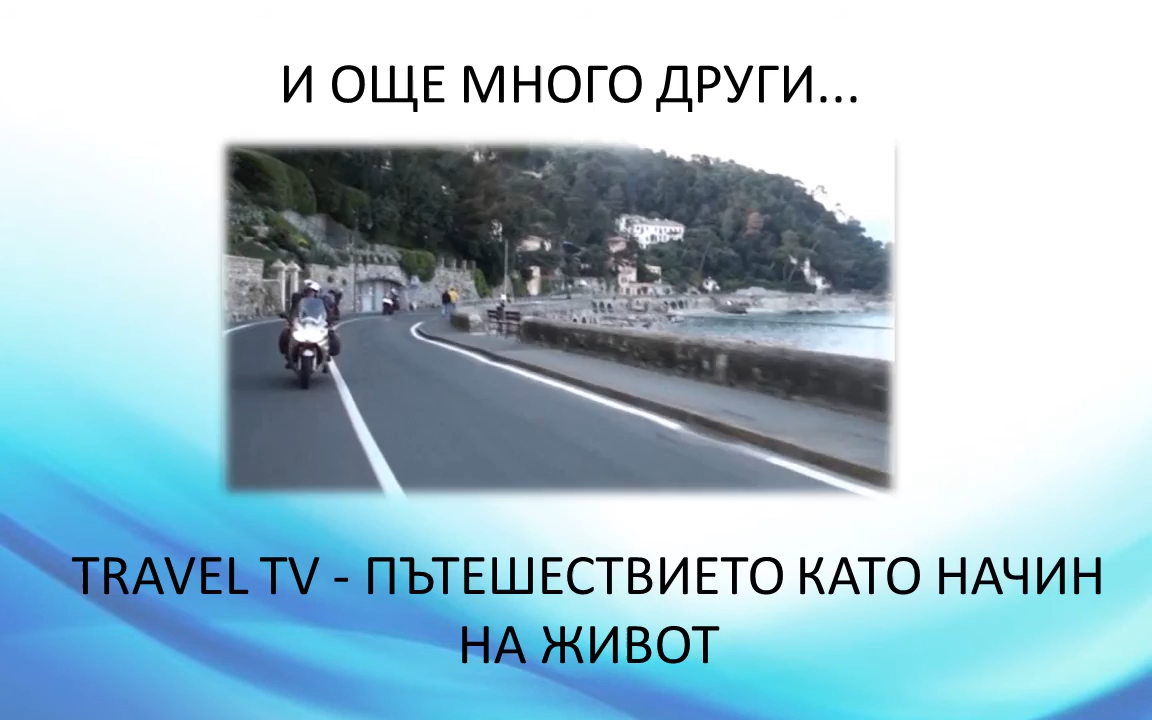 И ОЩЕ МНОГО ДРУГИ...
TRAVEL TV - ПЪТЕШЕСТВИЕТО КАТО НАЧИН
НА ЖИВОТ